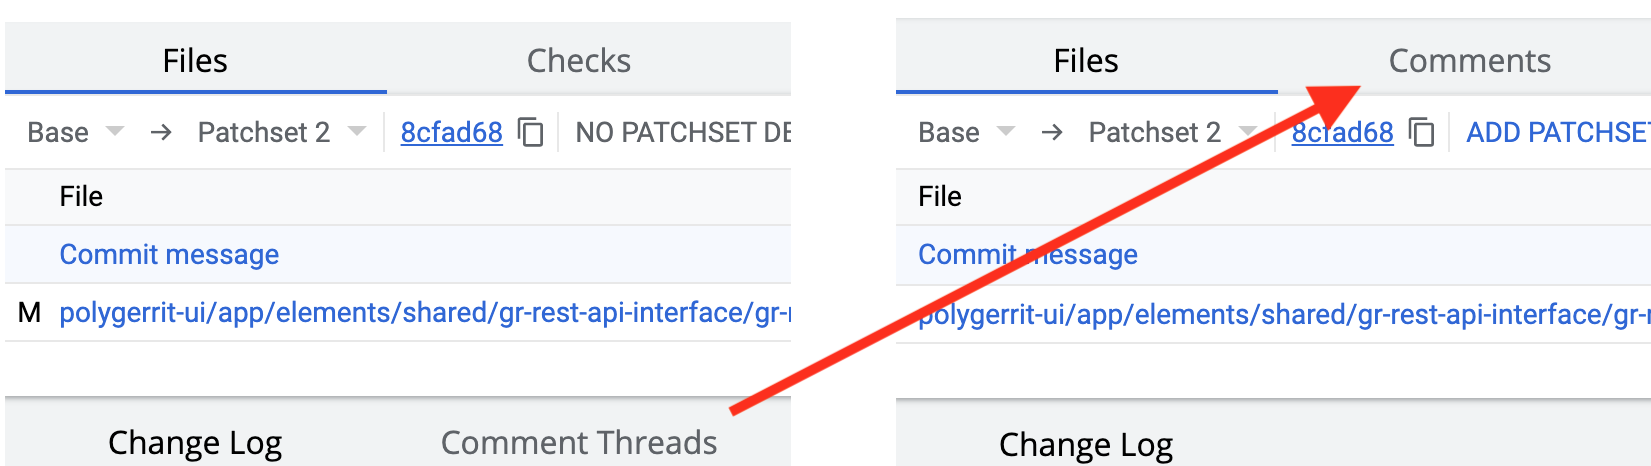 Files Checks
Base Patchset 2 8cfad68 NO PATCHSET DE
File
Commit message
M polygerrit-ui/app/elements/shared/gr-rest-api-interface/gr-
Change Log Comment Threads
Files Comments
Base → Patchset 2 8cfad68 ADD PATCHSET
File
Commit message
polygerrit-ui/app/elements/shared/gr-rest-api-interface/gr-
Change Log